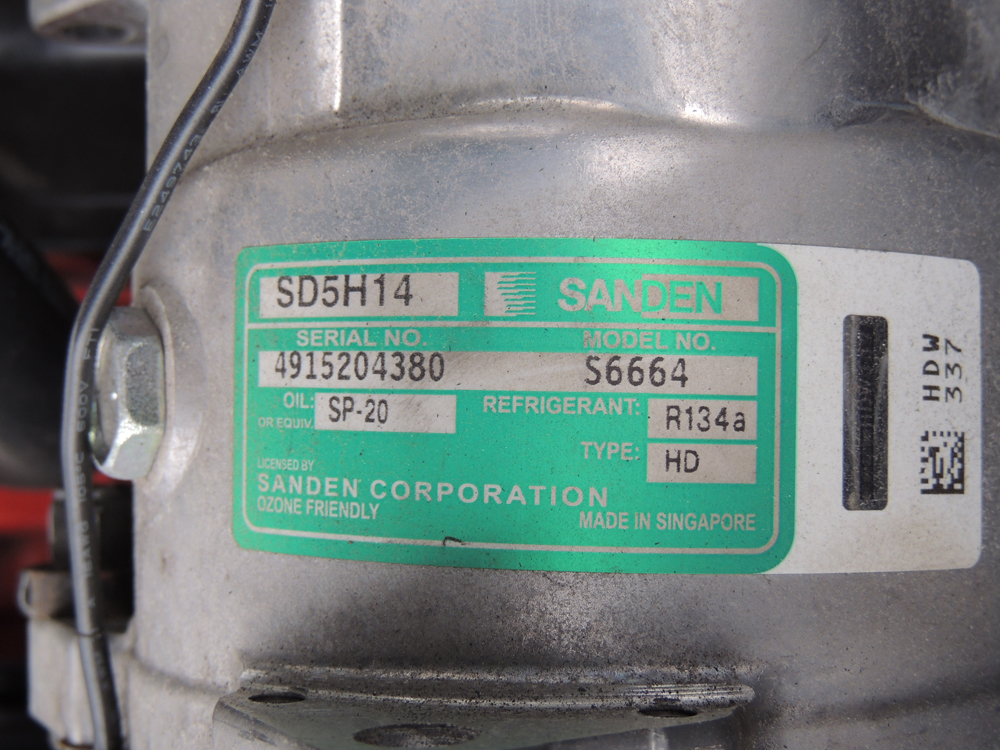 E249743
SD5H14 SANDEN
SERIAL NO. MODEL NO.
4915204380 S6664
OIL: SP-20 REFRIGERANT: R134a
OR EQUIV.
TYPE: HD
LICENSED BY
SANDEN CORPORATION
OZONE FRIENDLY MADE IN SINGAPORE
HDW
337